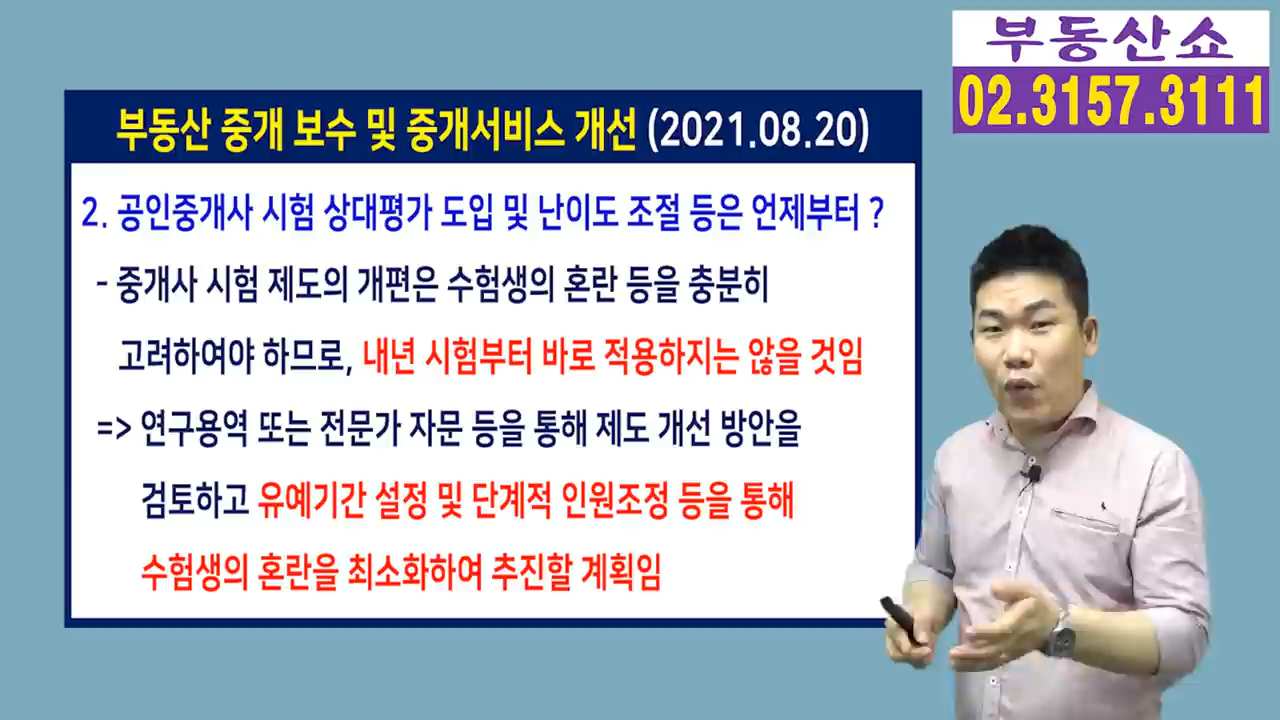 부동산쇼
02.3157.3111
부동산 중개 보수 및 중개서비스 개선 (2021.08.20)
2. 공인중개사 시험 상대평가 도입 및 난이도 조절 등은 언제부터 ?
- 중개사 시험 제도의 개편은 수험생의 혼란 등을 충분히
고려하여야 하므로, 내년 시험부터 바로 적용하지는 않을 것임
=> 연구용역 또는 전문가 자문 등을 통해 제도 개선 방안을
검토하고 유예기간 설정 및 단계적 인원조정 등을 통해
수험생의 혼란을 최소화하여 추진할 계획임